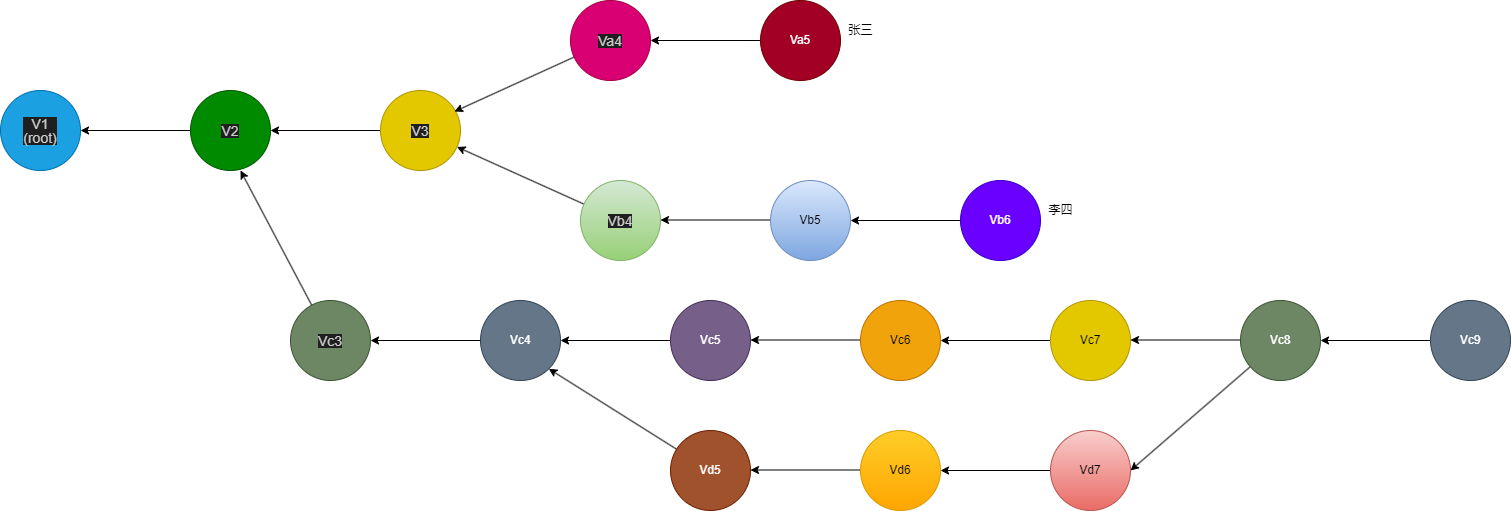 Va4
Va5
张三
V1
(root)
V2
V3
Vb4
Vb5
Vb6
李四
Vc3
Vc4
Vc5
Vc6
Vc7
Vc8
Vc9
Vd5
Vd6
Vd7